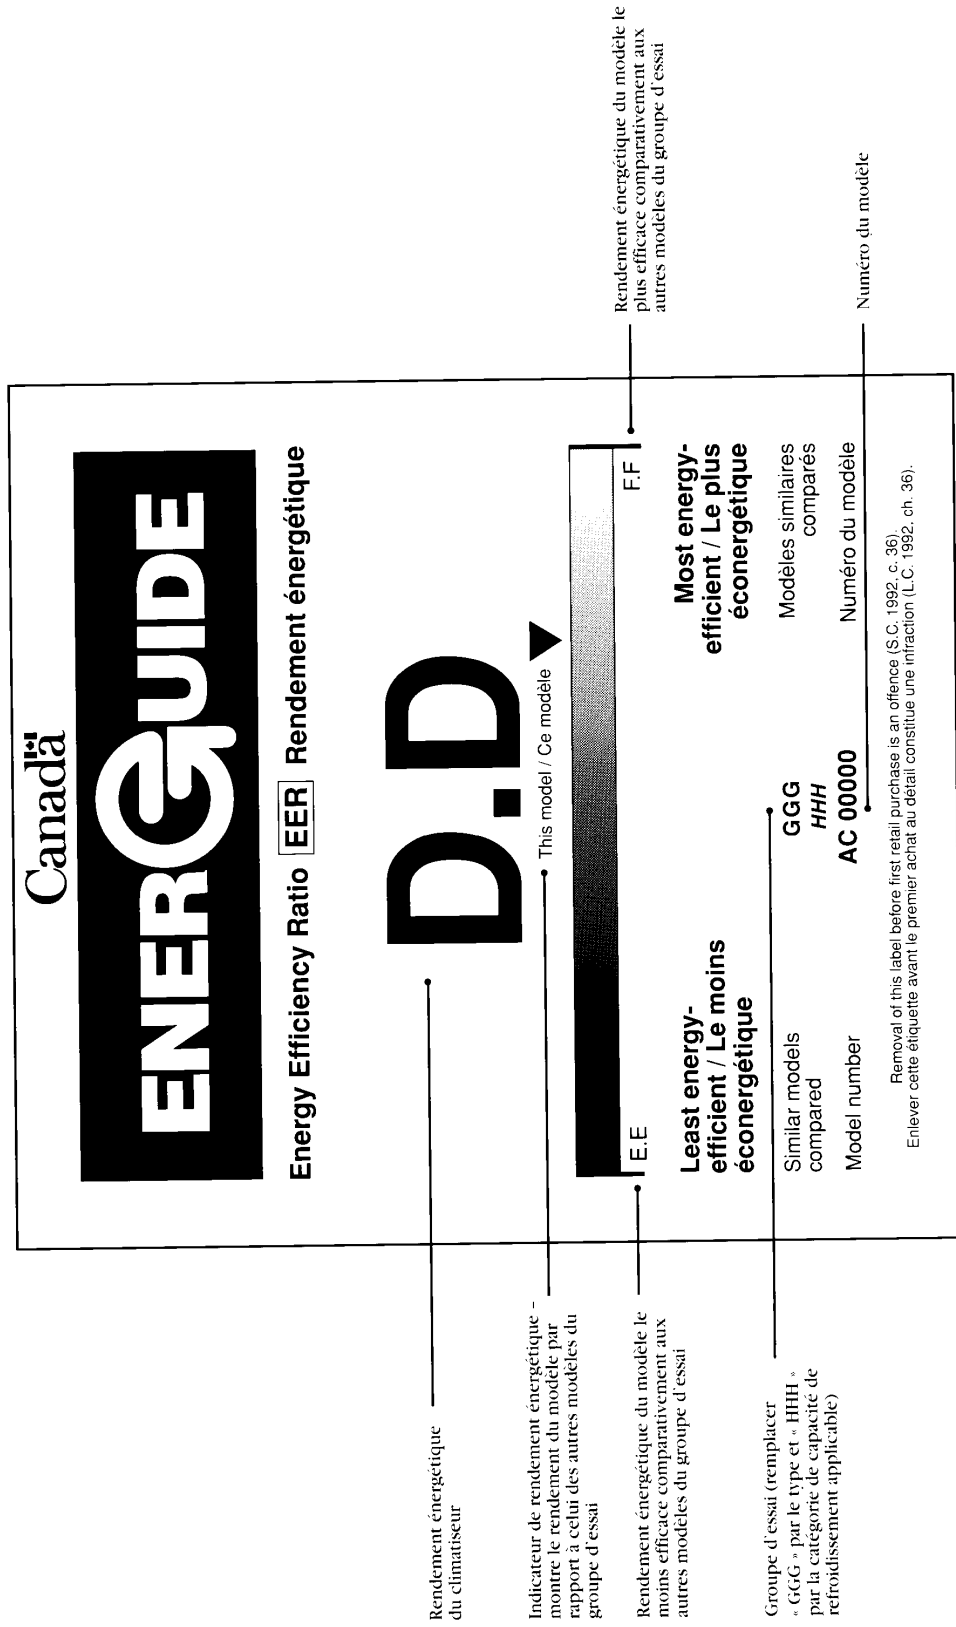 Canada
ENERGUIDE
Energy Efficiency Ratio EER Rendement énergétique
D.D
This model / Ce modèle
E.E
F.F
Least energy-
efficient / Le moins
éconergétique
Most energy-
efficient / Le plus
éconergétique
Similar models
compared
GGG
HHH
Modèles similaires
comparés
Model number
AC 00000
Numéro du modèle
Removal of this label before first retail purchase is an offence (S.C. 1992, c. 36).
Enlever cette étiquette avant le premier achat au détail constitue une infraction (L.C. 1992, ch. 36).
Rendement énergétique
du climatiseur
Indicateur de rendement énergétique –
montre le rendement du modèle par
rapport à celui des autres modèles du
groupe d'essai
Rendement énergétique du modèle le
moins efficace comparativement aux
autres modèles du groupe d'essai
Groupe d'essai (remplacer
« GGG » par le type et « HHH »
par la catégorie de capacité de
refroidissement applicable)
Rendement énergétique du modèle le
plus efficace comparativement aux
autres modèles du groupe d'essai
Numéro du modèle